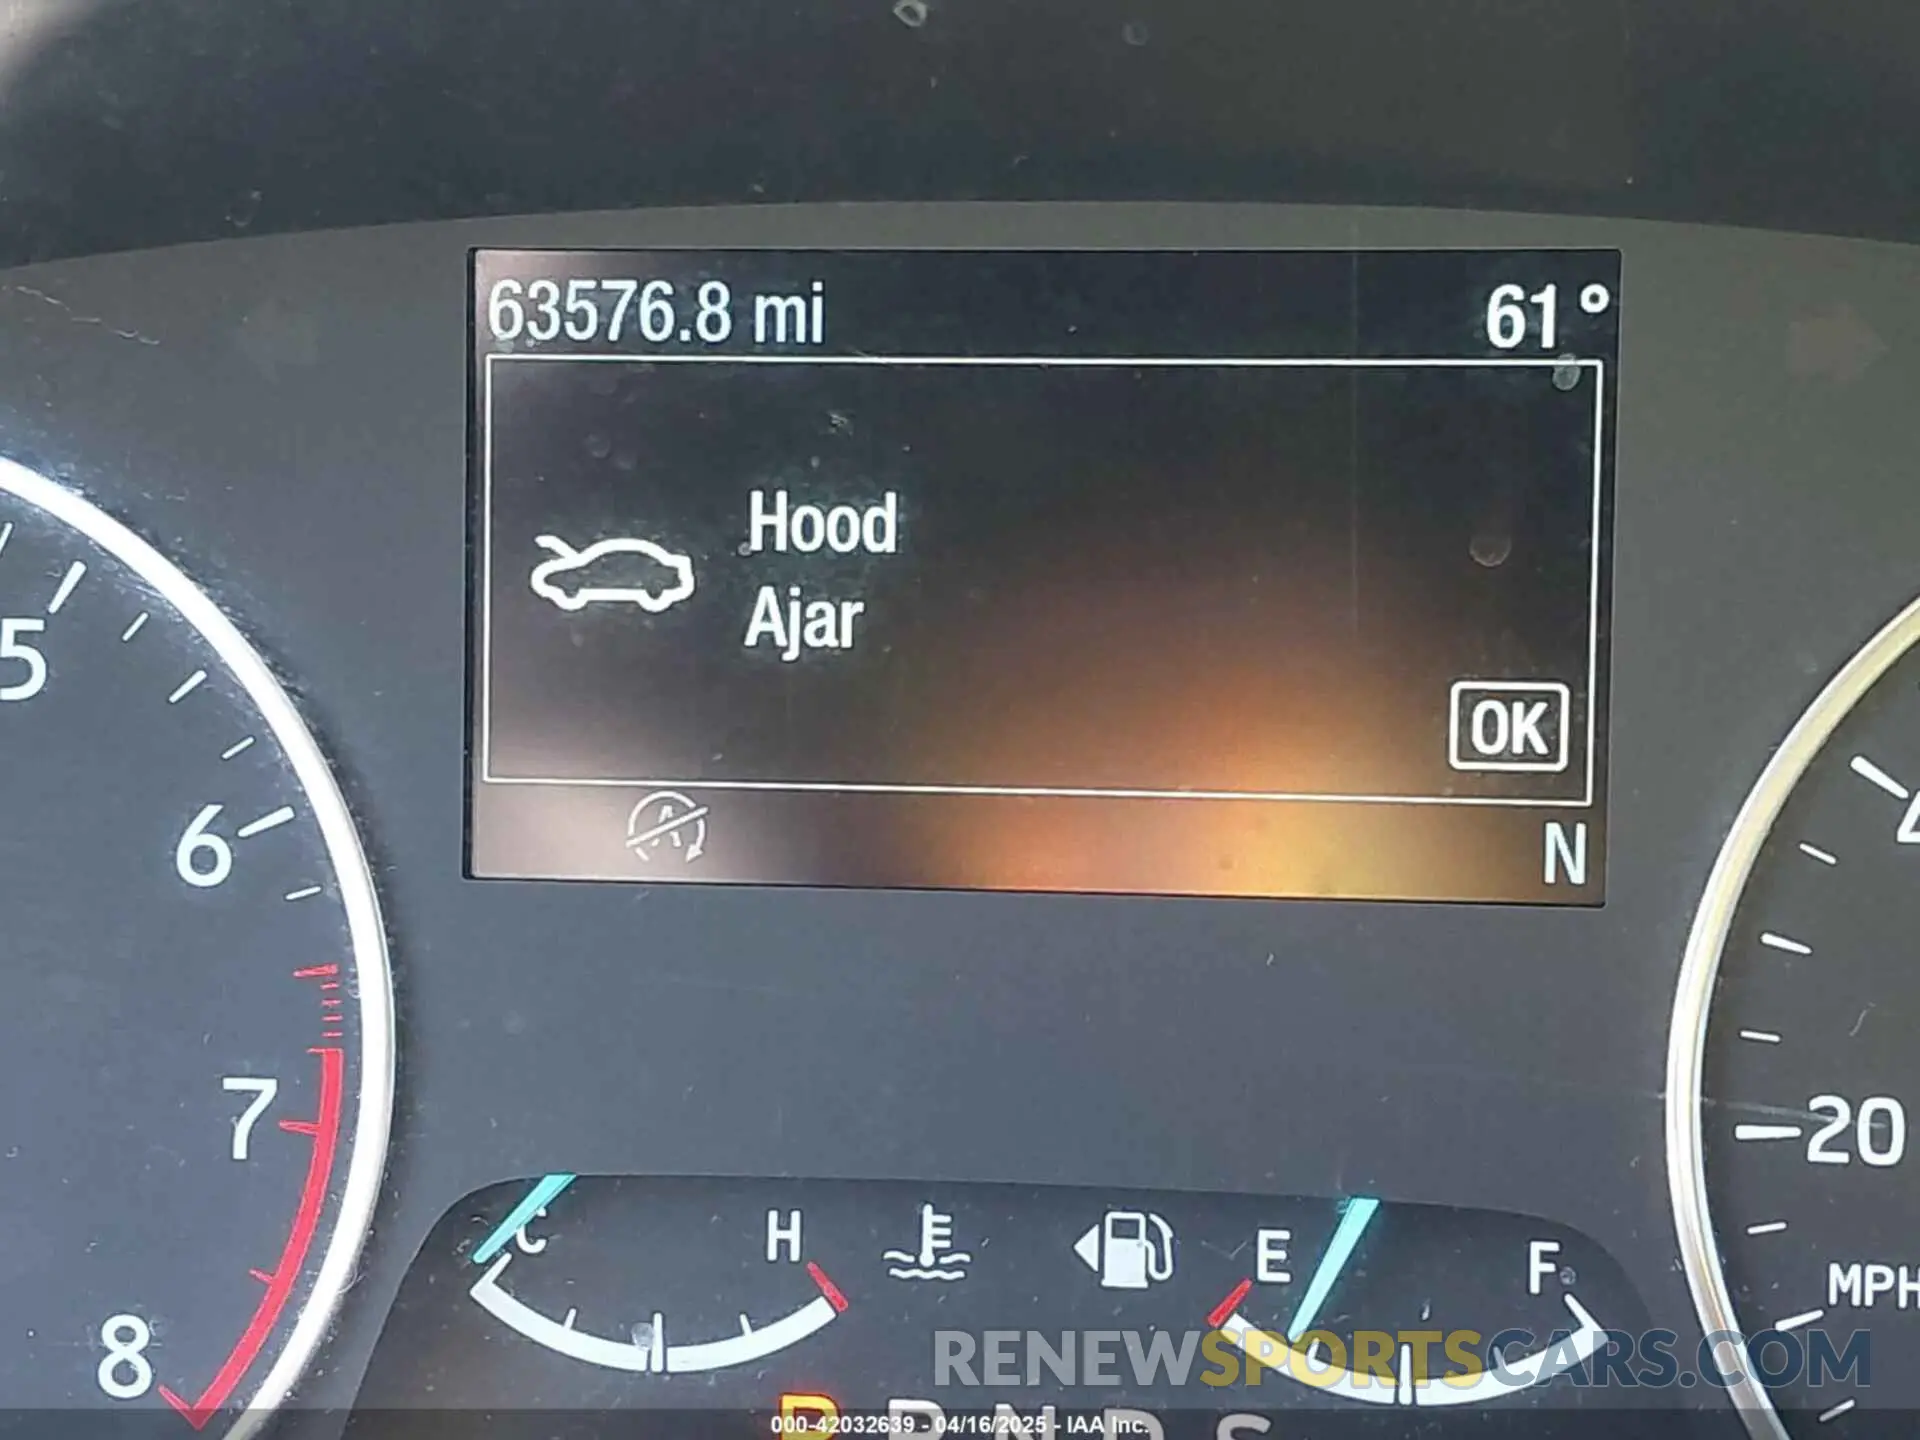 63576.8 mi 61°
Hood
Ajar
OK
N
5
6
7
8
20
MPH
C H E F
RENEWSPORTSCARS.COM
P R N D S
000-42032639 - 04/16/2025 - IAA Inc.